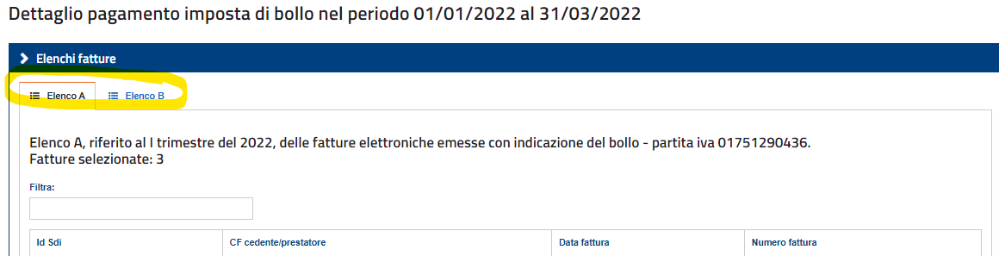 Dettaglio pagamento imposta di bollo nel periodo 01/01/2022 al 31/03/2022
Elenchi fatture
Elenco A
Elenco B
Elenco A, riferito al I trimestre del 2022, delle fatture elettroniche emesse con indicazione del bollo - partita iva 01751290436.
Fatture selezionate: 3
Filtra:
Id Sdi
CF cedente/prestatore
Data fattura
Numero fattura